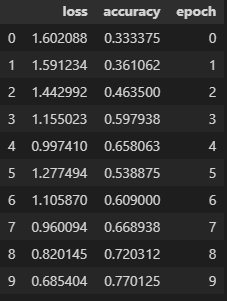 loss accuracy epoch
0 1.602088 0.333375 0
1 1.591234 0.361062 1
2 1.442992 0.463500 2
3 1.155023 0.597938 3
4 0.997410 0.658063 4
5 1.277494 0.538875 5
6 1.105870 0.609000 6
7 0.960094 0.668938 7
8 0.820145 0.720312 8
9 0.685404 0.770125 9